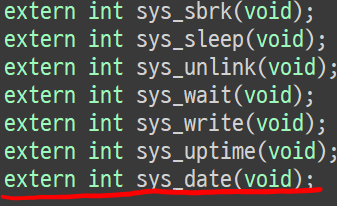 extern int sys_sbrk(void);
extern int sys_sleep(void);
extern int sys_unlink(void);
extern int sys_wait(void);
extern int sys_write(void);
extern int sys_uptime(void);
extern int sys_date(void);